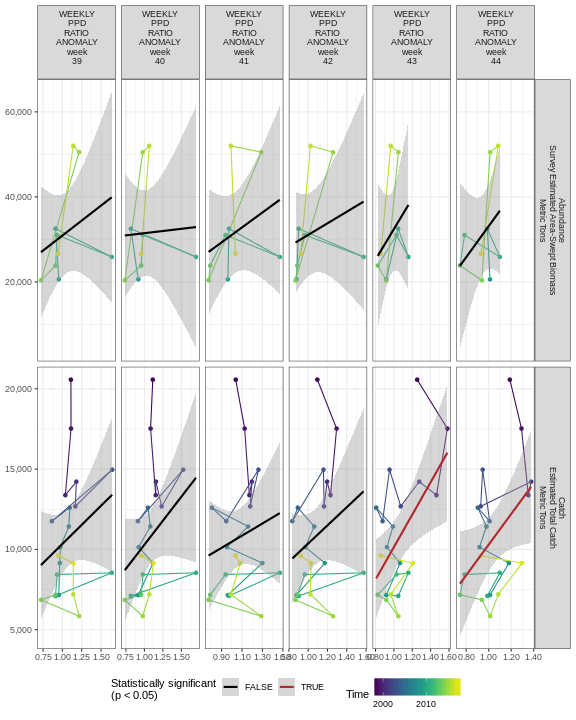 WEEKLY
PPD
RATIO
ANOMALY
week
39
WEEKLY
PPD
RATIO
ANOMALY
week
40
WEEKLY
PPD
RATIO
ANOMALY
week
41
WEEKLY
PPD
RATIO
ANOMALY
week
42
WEEKLY
PPD
RATIO
ANOMALY
week
43
WEEKLY
PPD
RATIO
ANOMALY
week
44
60,000
40,000
20,000
Abundance
Survey Estimated Area-Swept Biomass
Metric Tons
20,000
15,000
10,000
5,000
Catch
Estimated Total Catch
Metric Tons
0.75 1.00 1.25 1.50
0.75 1.00 1.25 1.50
0.90 1.10 1.30
0.80 1.00 1.20 1.40
0.80 1.00 1.20 1.40 1.60
0.80 1.00 1.20 1.40
Statistically significant
(p < 0.05)
FALSE
TRUE
Time
2000
2010